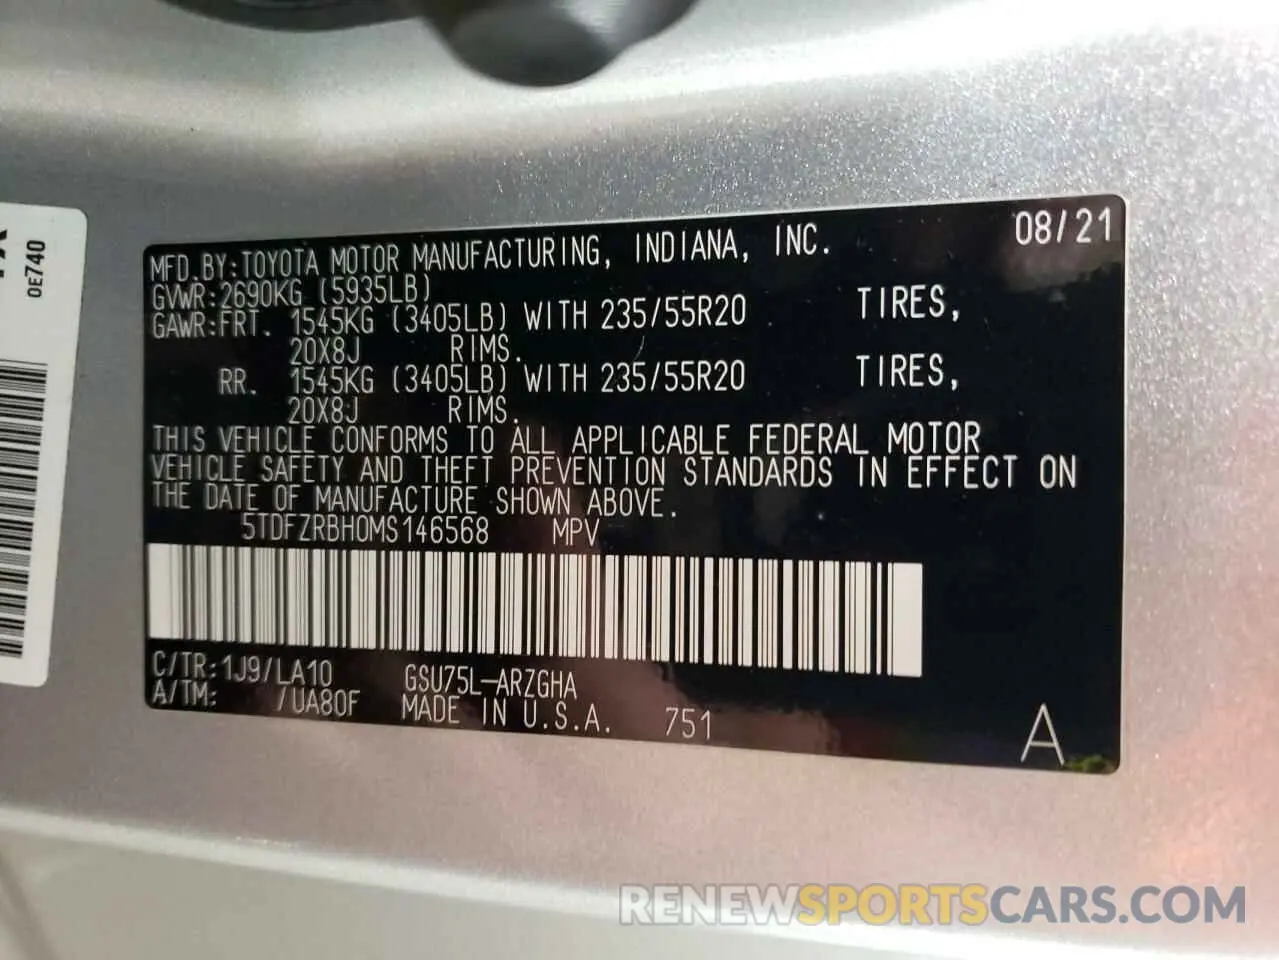 MFD.BY:TOYOTA MOTOR MANUFACTURING, INDIANA, INC. 08/21
GVWR:2690KG (5935LB)
GAWR:FRT. 1545KG (3405LB) WITH 235/55R20 TIRES,
20X8J RIMS.
RR. 1545KG (3405LB) WITH 235/55R20 TIRES,
20X8J RIMS.
THIS VEHICLE CONFORMS TO ALL APPLICABLE FEDERAL MOTOR
VEHICLE SAFETY AND THEFT PREVENTION STANDARDS IN EFFECT ON
THE DATE OF MANUFACTURE SHOWN ABOVE.
5TDFZRBH0MS146568 MPV
C/TR:1J9/LA10 GSU75L-ARZGHA
A/TM: /UA80F MADE IN U.S.A. 751
A
0E740
RENEWSPORTSCARS.COM